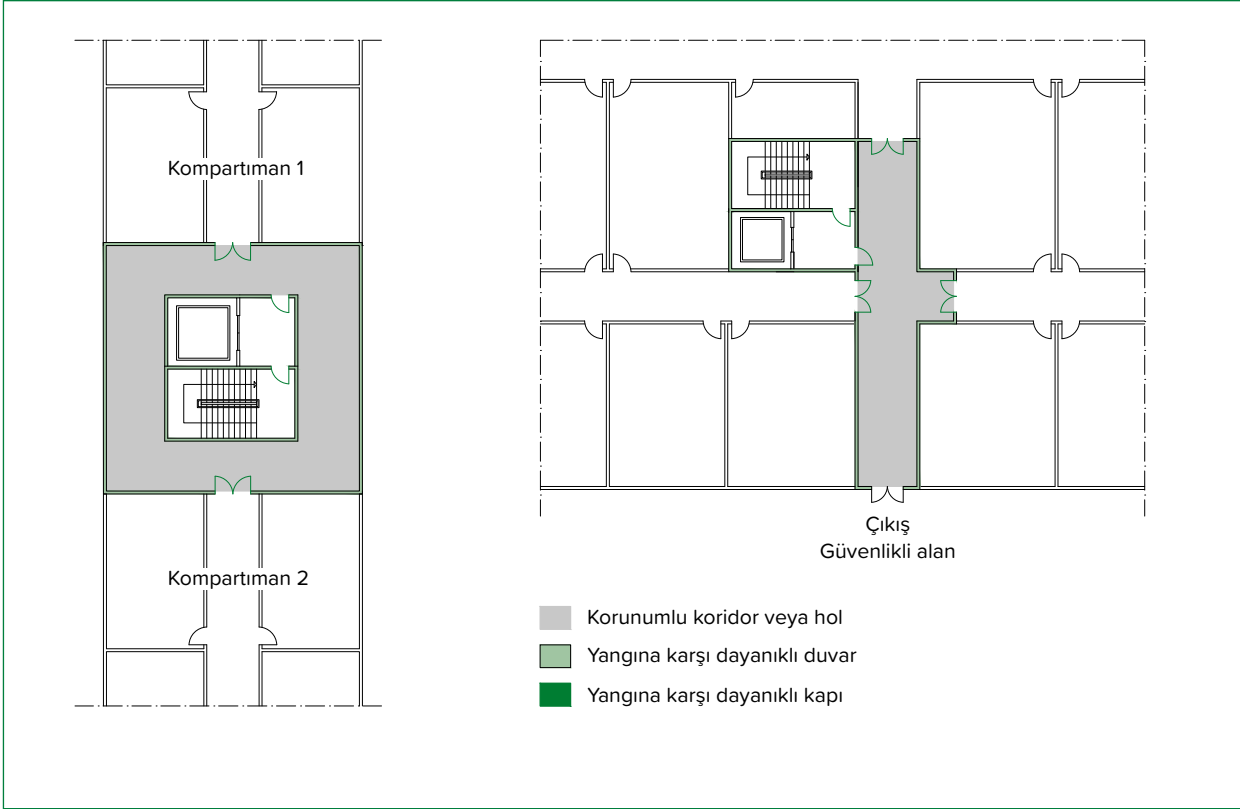 Kompartıman 1
Kompartıman 2
Çıkış
Güvenlikli alan
Korunumlu koridor veya hol
Yangına karşı dayanıklı duvar
Yangına karşı dayanıklı kapı